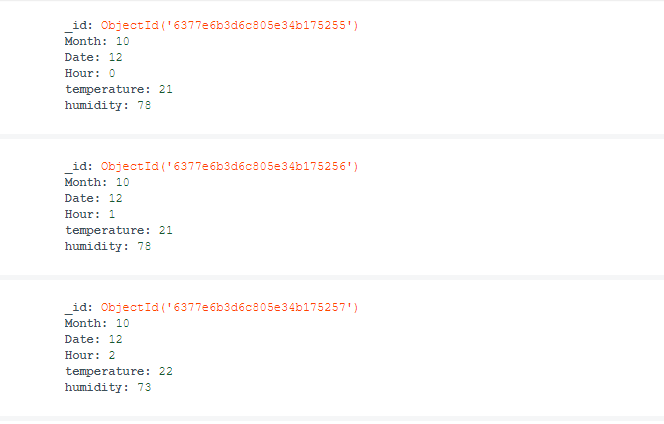 _id: ObjectId('6377e6b3d6c805e34b175255')
Month: 10
Date: 12
Hour: 0
temperature: 21
humidity: 78
_id: ObjectId('6377e6b3d6c805e34b175256')
Month: 10
Date: 12
Hour: 1
temperature: 21
humidity: 78
_id: ObjectId('6377e6b3d6c805e34b175257')
Month: 10
Date: 12
Hour: 2
temperature: 22
humidity: 73